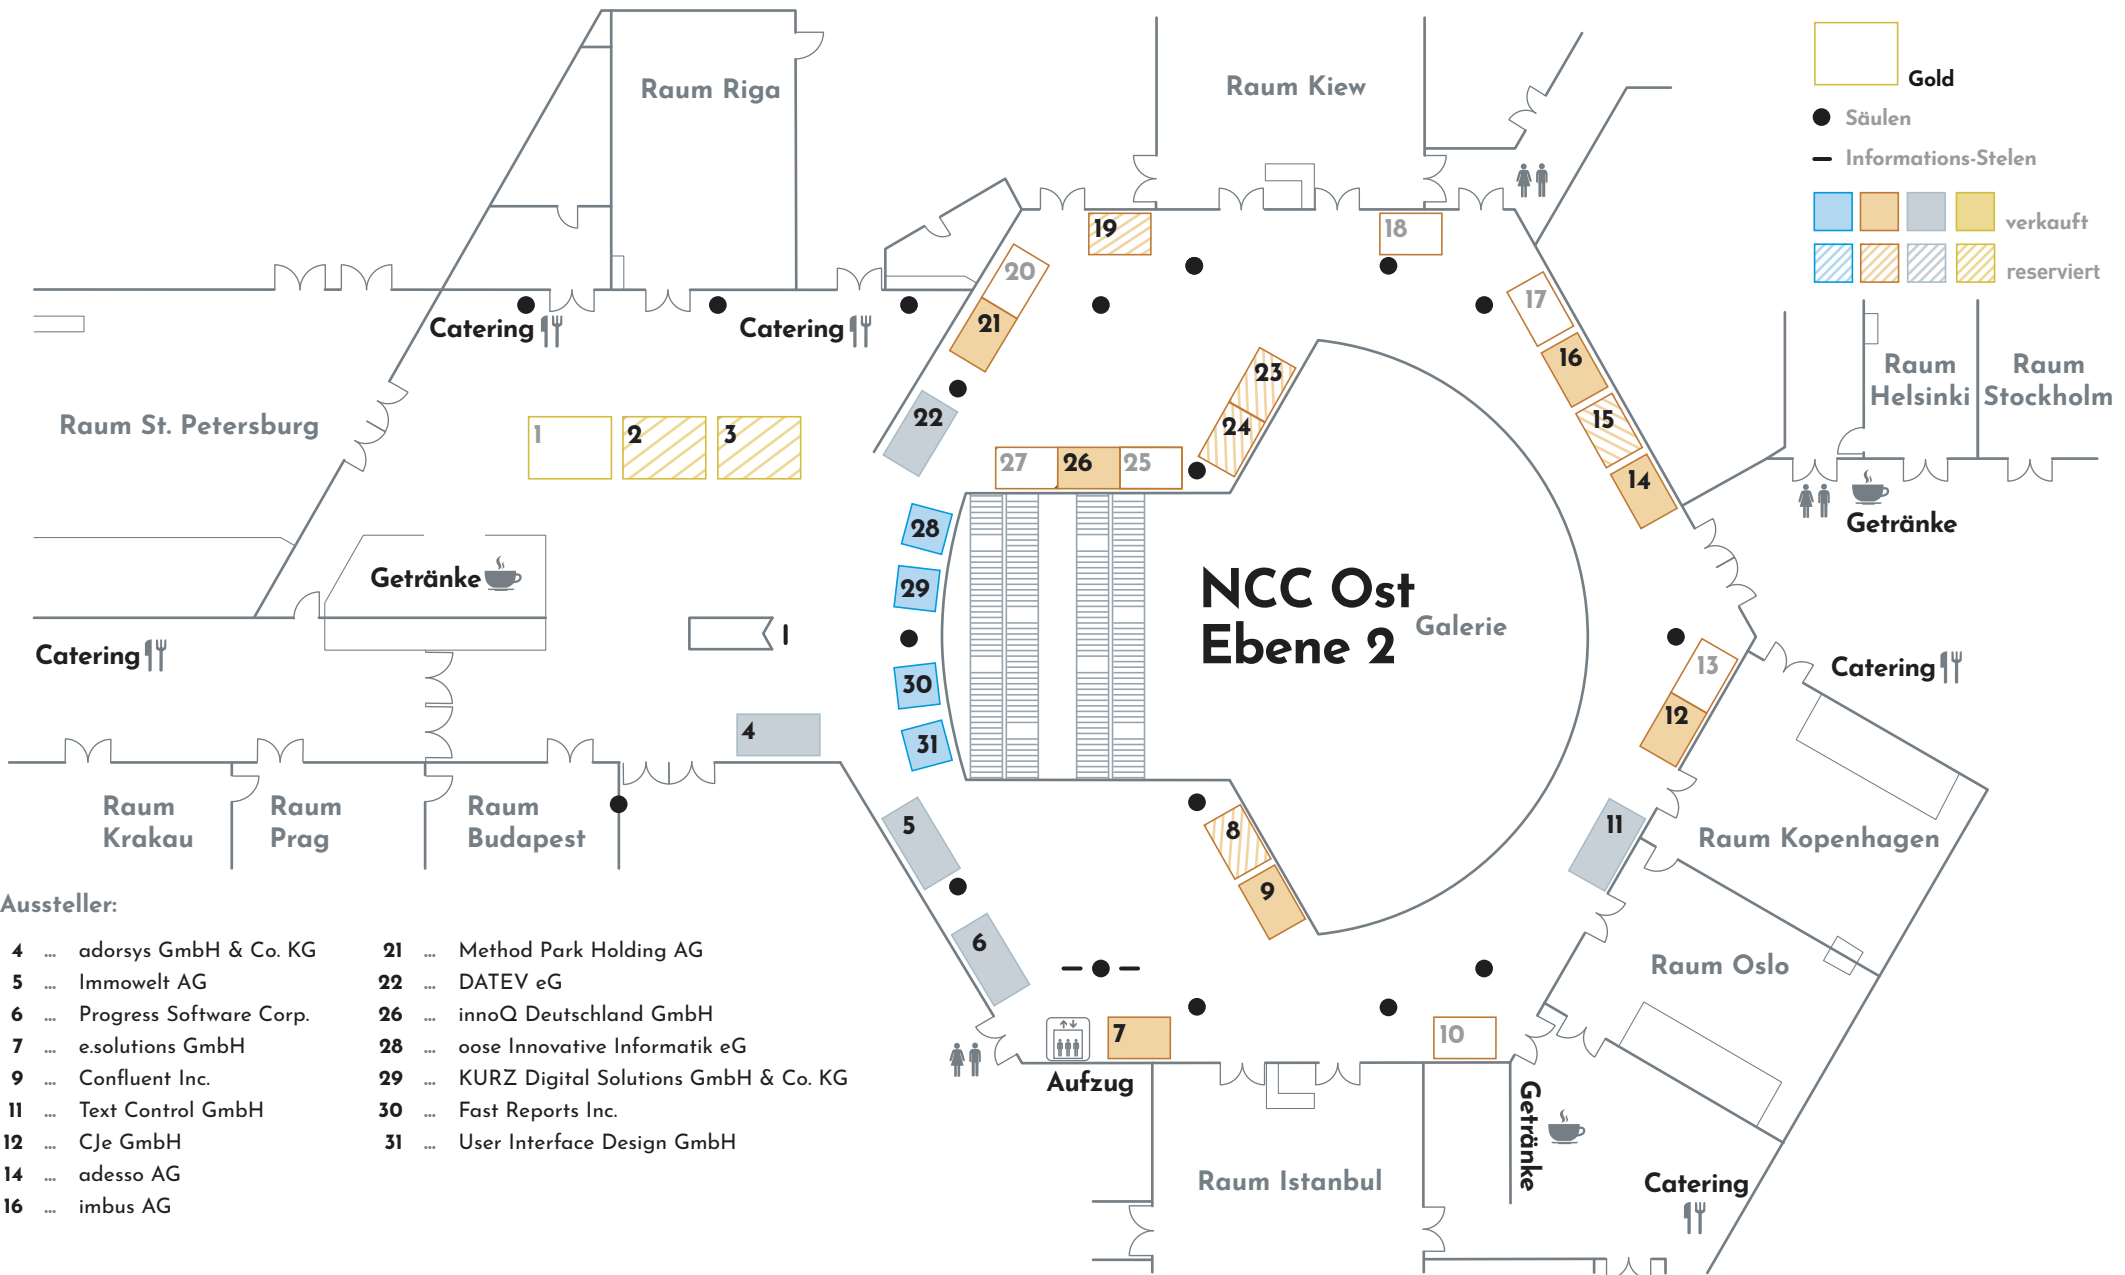 Raum Riga
Raum Kiew
Gold
Säulen
Informations-Stelen
verkauft
reserviert
19
18
20
21
17
16
15
14
Catering
Catering
22
23
24
27
26
25
Raum St. Petersburg
1
2
3
Raum
Helsinki
Raum
Stockholm
Getränke
28
29
30
31
Getränke
Catering
I
NCC Ost
Ebene 2
Galerie
13
12
11
Catering
4
5
6
8
9
Raum
Krakau
Raum
Prag
Raum
Budapest
Raum Kopenhagen
Raum Oslo
7
10
Aufzug
Getränke
Raum Istanbul
Catering
Aussteller:
4 ... adorsys GmbH & Co. KG
5 ... Immowelt AG
6 ... Progress Software Corp.
7 ... e.solutions GmbH
9 ... Confluent Inc.
11 ... Text Control GmbH
12 ... CJe GmbH
14 ... adesso AG
16 ... imbus AG
21 ... Method Park Holding AG
22 ... DATEV eG
26 ... innoQ Deutschland GmbH
28 ... oose Innovative Informatik eG
29 ... KURZ Digital Solutions GmbH & Co. KG
30 ... Fast Reports Inc.
31 ... User Interface Design GmbH